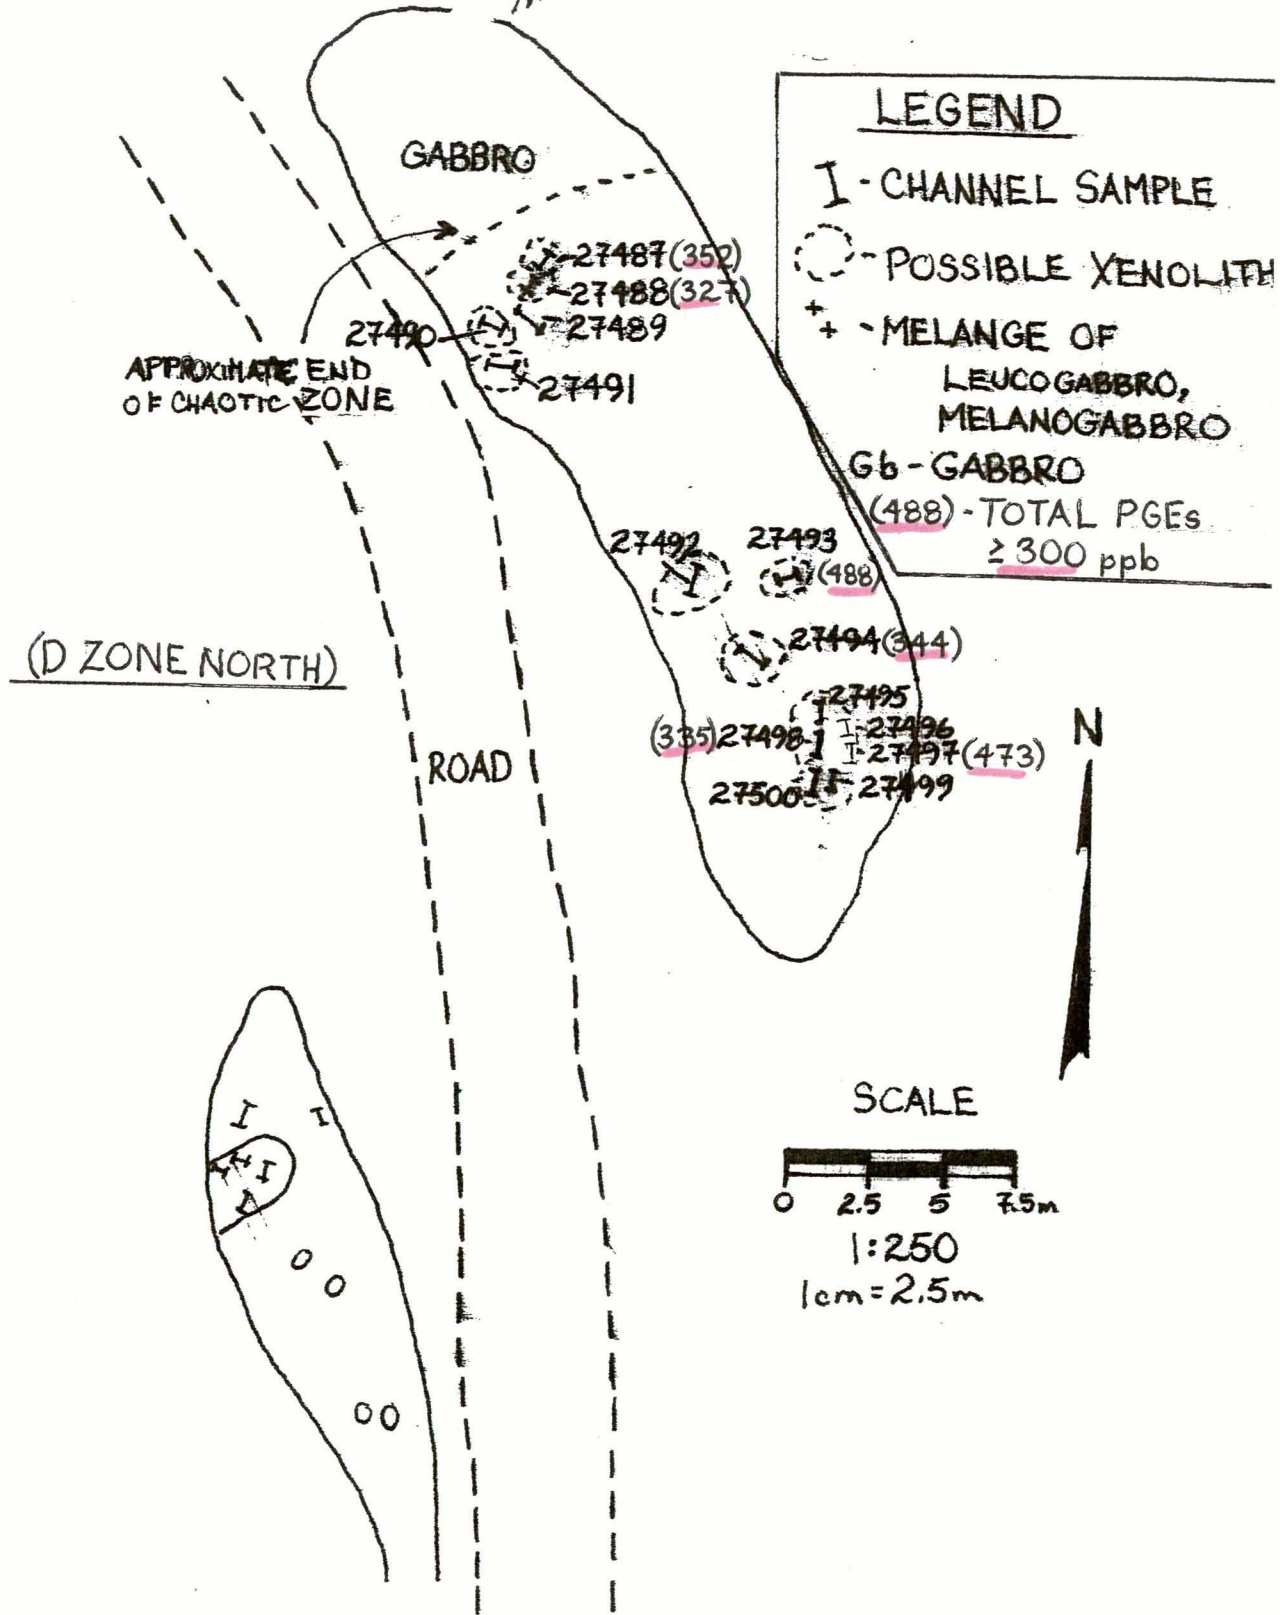 LEGEND
I - CHANNEL SAMPLE
- POSSIBLE XENOLITH
+ + - MELANGE OF
LEUCOGABBRO,
MELANOGABBRO
Gb - GABBRO
(488) - TOTAL PGEs
≥ 300 ppb
GABBRO
27487 (352)
27488 (327)
27489
27490
27491
APPROXIMATE END
OF CHAOTIC ZONE
27492
27493
(488)
27494 (344)
27495
27496
27497 (473)
(335) 27498
27499
27500
(D ZONE NORTH)
ROAD
N
SCALE
0 2.5 5 7.5m
1:250
1cm = 2.5m